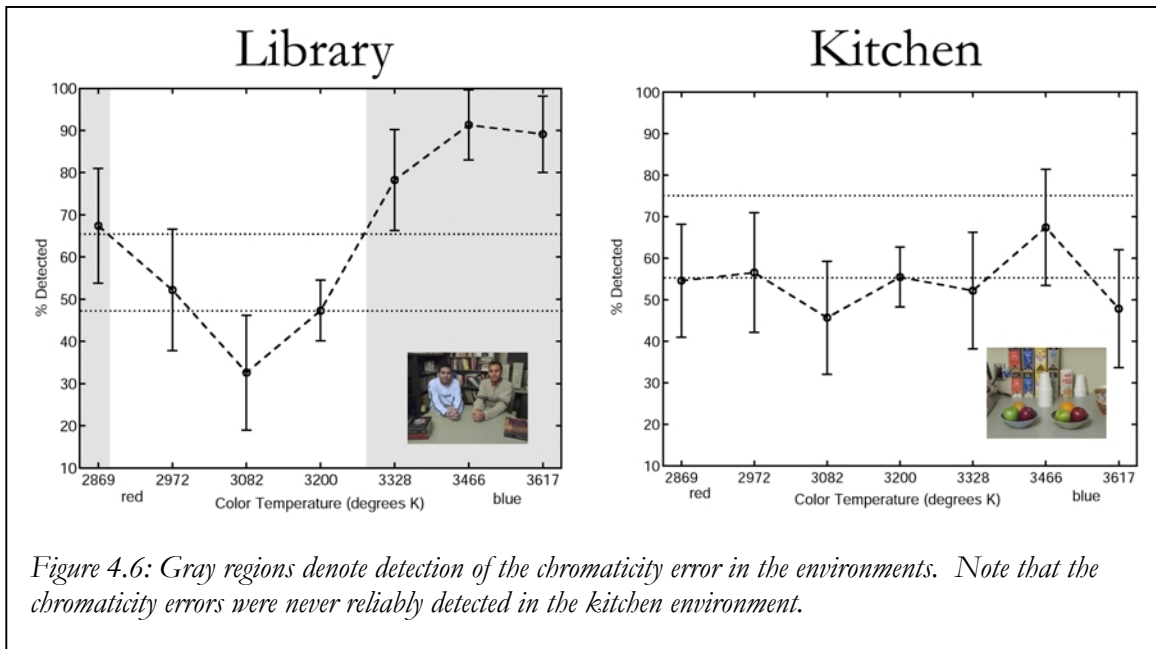 Library
100
90
80
70
60
50
40
30
20
10
% Detected
2869 2972 3082 3200 3328 3466 3617
red blue
Color Temperature (degrees K)
Kitchen
100
90
80
70
60
50
40
30
20
10
% Detected
2869 2972 3082 3200 3328 3466 3617
red blue
Color Temperature (degrees K)
Figure 4.6: Gray regions denote detection of the chromaticity error in the environments. Note that the
chromaticity errors were never reliably detected in the kitchen environment.